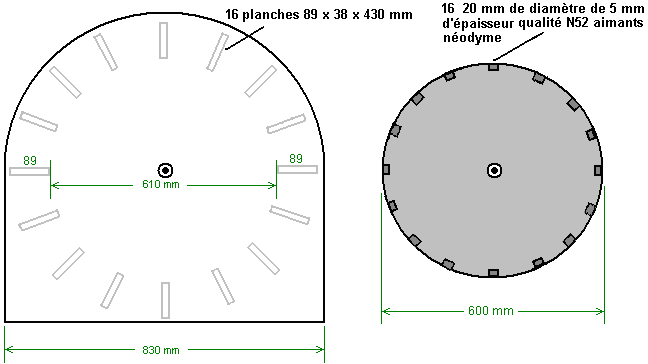 16 planches 89 x 38 x 430 mm
16 20 mm de diamètre de 5 mm
d'épaisseur qualité N52 aimants
néodyme
89
89
610 mm
600 mm
830 mm